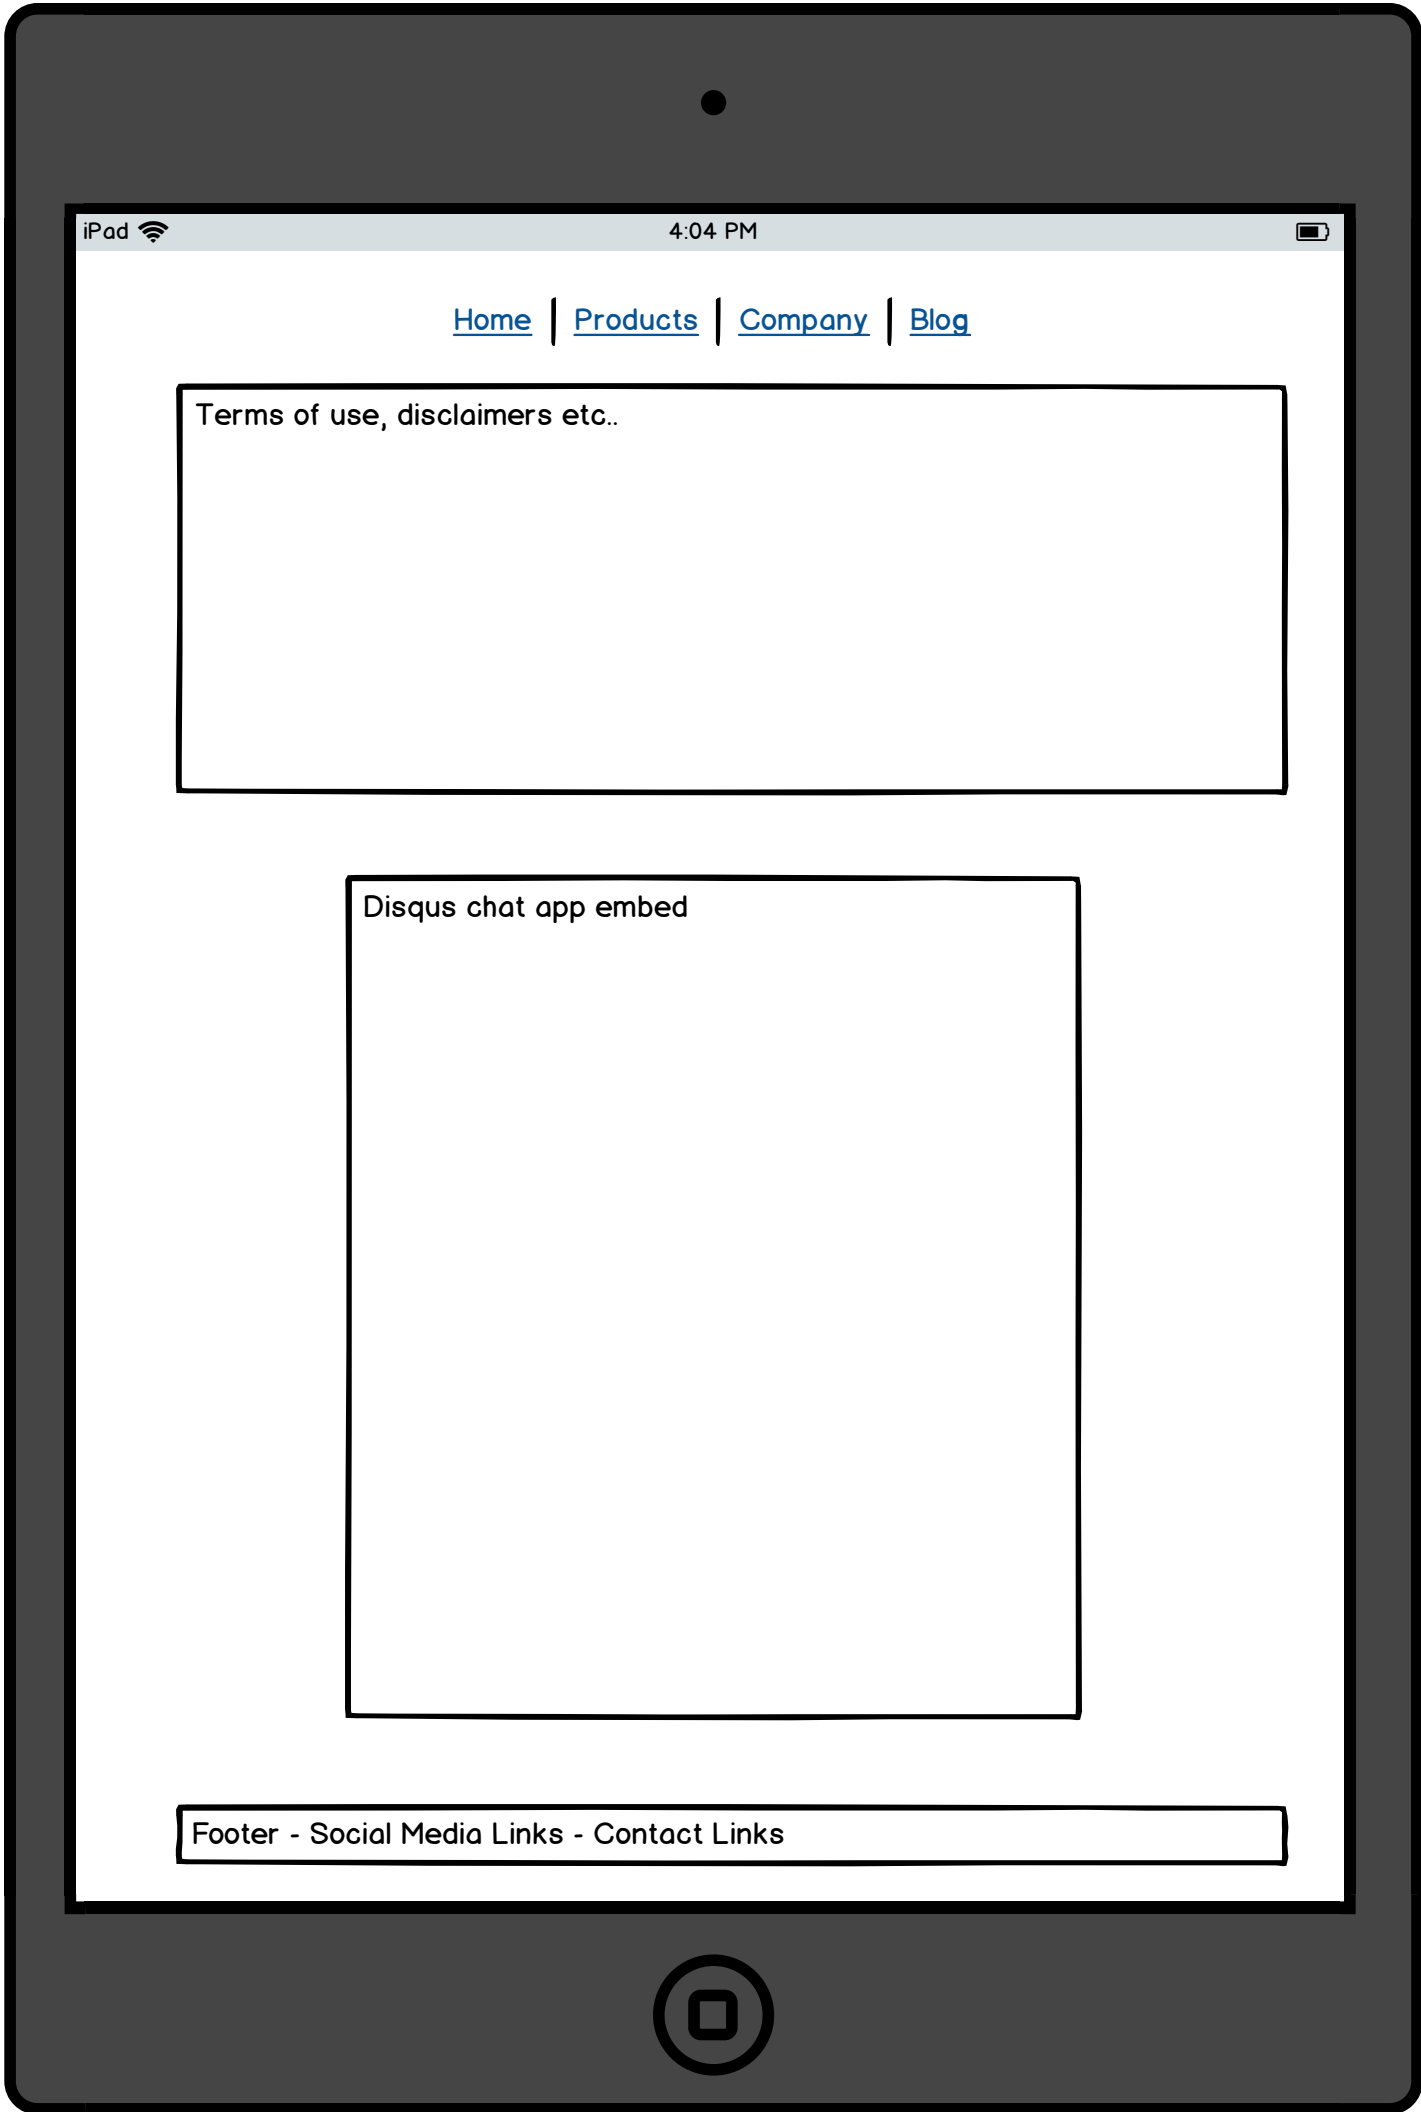 iPad 4:04 PM
Home Products Company Blog
Terms of use, disclaimers etc..
Disqus chat app embed
Footer - Social Media Links - Contact Links